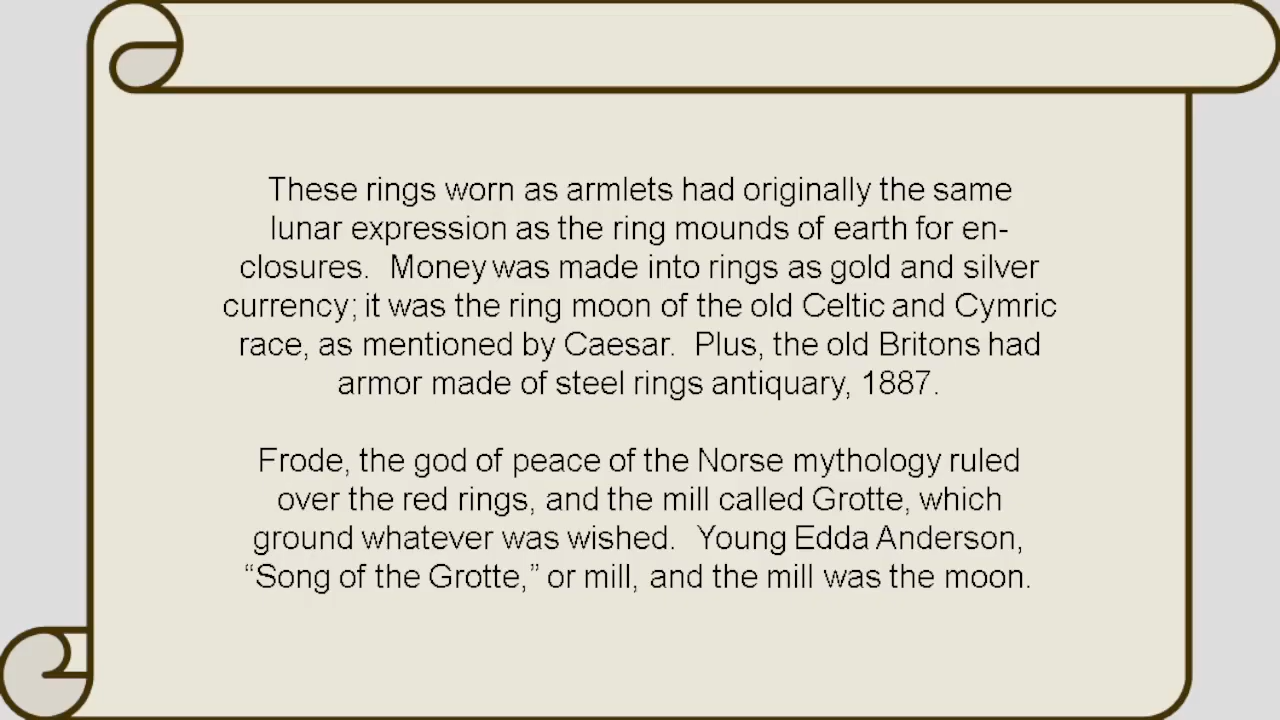 These rings worn as armlets had originally the same
lunar expression as the ring mounds of earth for en-
closures. Money was made into rings as gold and silver
currency; it was the ring moon of the old Celtic and Cymric
race, as mentioned by Caesar. Plus, the old Britons had
armor made of steel rings antiquary, 1887.
Frode, the god of peace of the Norse mythology ruled
over the red rings, and the mill called Grotte, which
ground whatever was wished. Young Edda Anderson,
“Song of the Grotte,” or mill, and the mill was the moon.